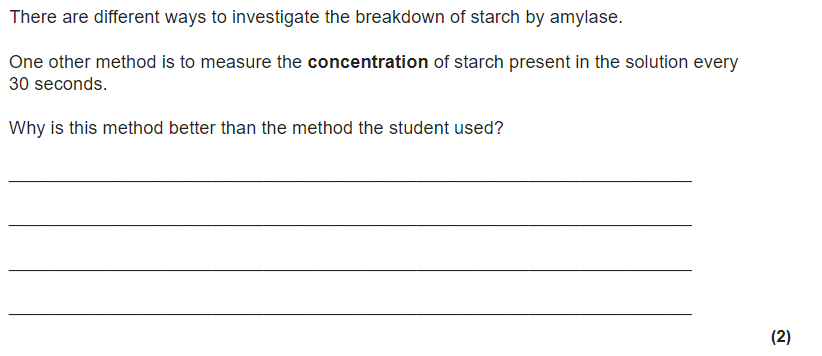 There are different ways to investigate the breakdown of starch by amylase.
One other method is to measure the concentration of starch present in the solution every
30 seconds.
Why is this method better than the method the student used?
(2)